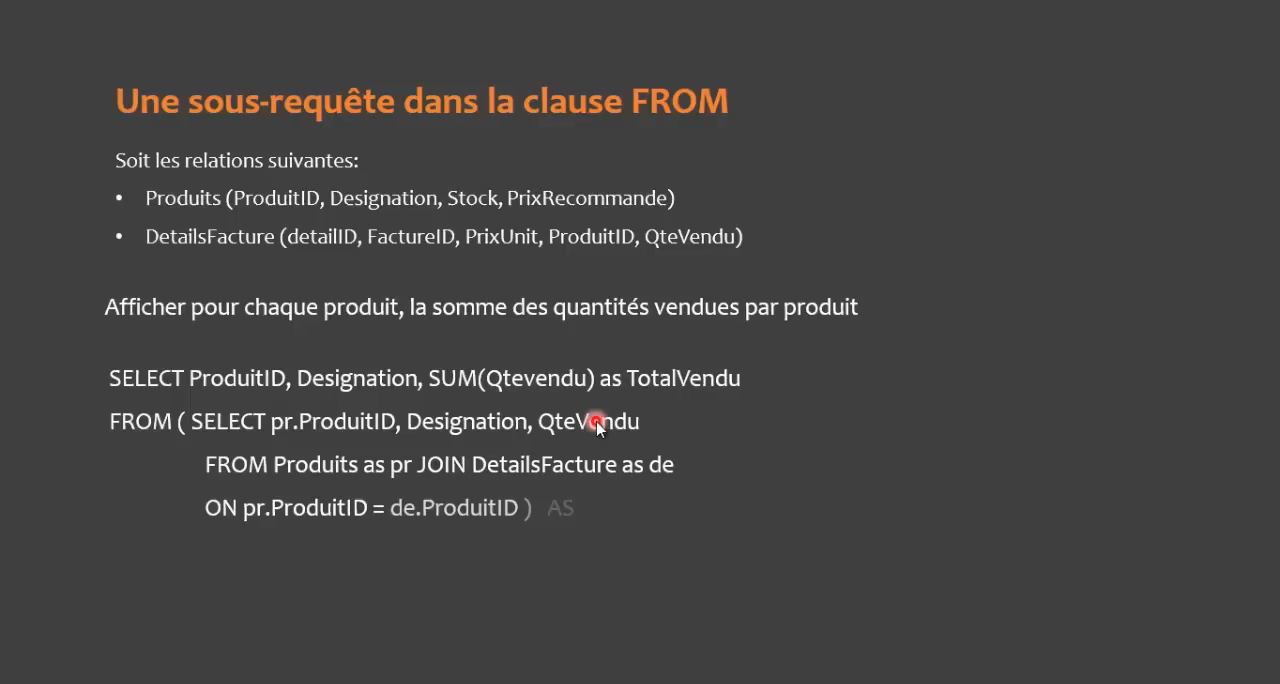 Une sous-requête dans la clause FROM
Soit les relations suivantes:
• Produits (ProduitID, Designation, Stock, PrixRecommande)
• DetailsFacture (detailID, FactureID, PrixUnit, ProduitID, QteVendu)
Afficher pour chaque produit, la somme des quantités vendues par produit
SELECT ProduitID, Designation, SUM(Qtevendu) as TotalVendu
FROM ( SELECT pr.ProduitID, Designation, QteVendu
FROM Produits as pr JOIN DetailsFacture as de
ON pr.ProduitID = de.ProduitID ) AS